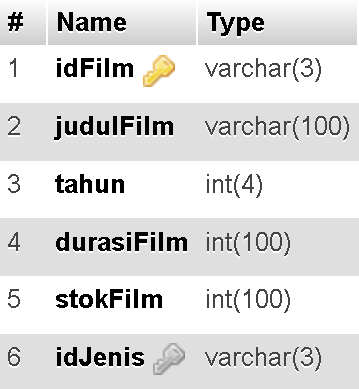 # Name Type
1 idFilm varchar(3)
2 judulFilm varchar(100)
3 tahun int(4)
4 durasiFilm int(100)
5 stokFilm int(100)
6 idJenis varchar(3)